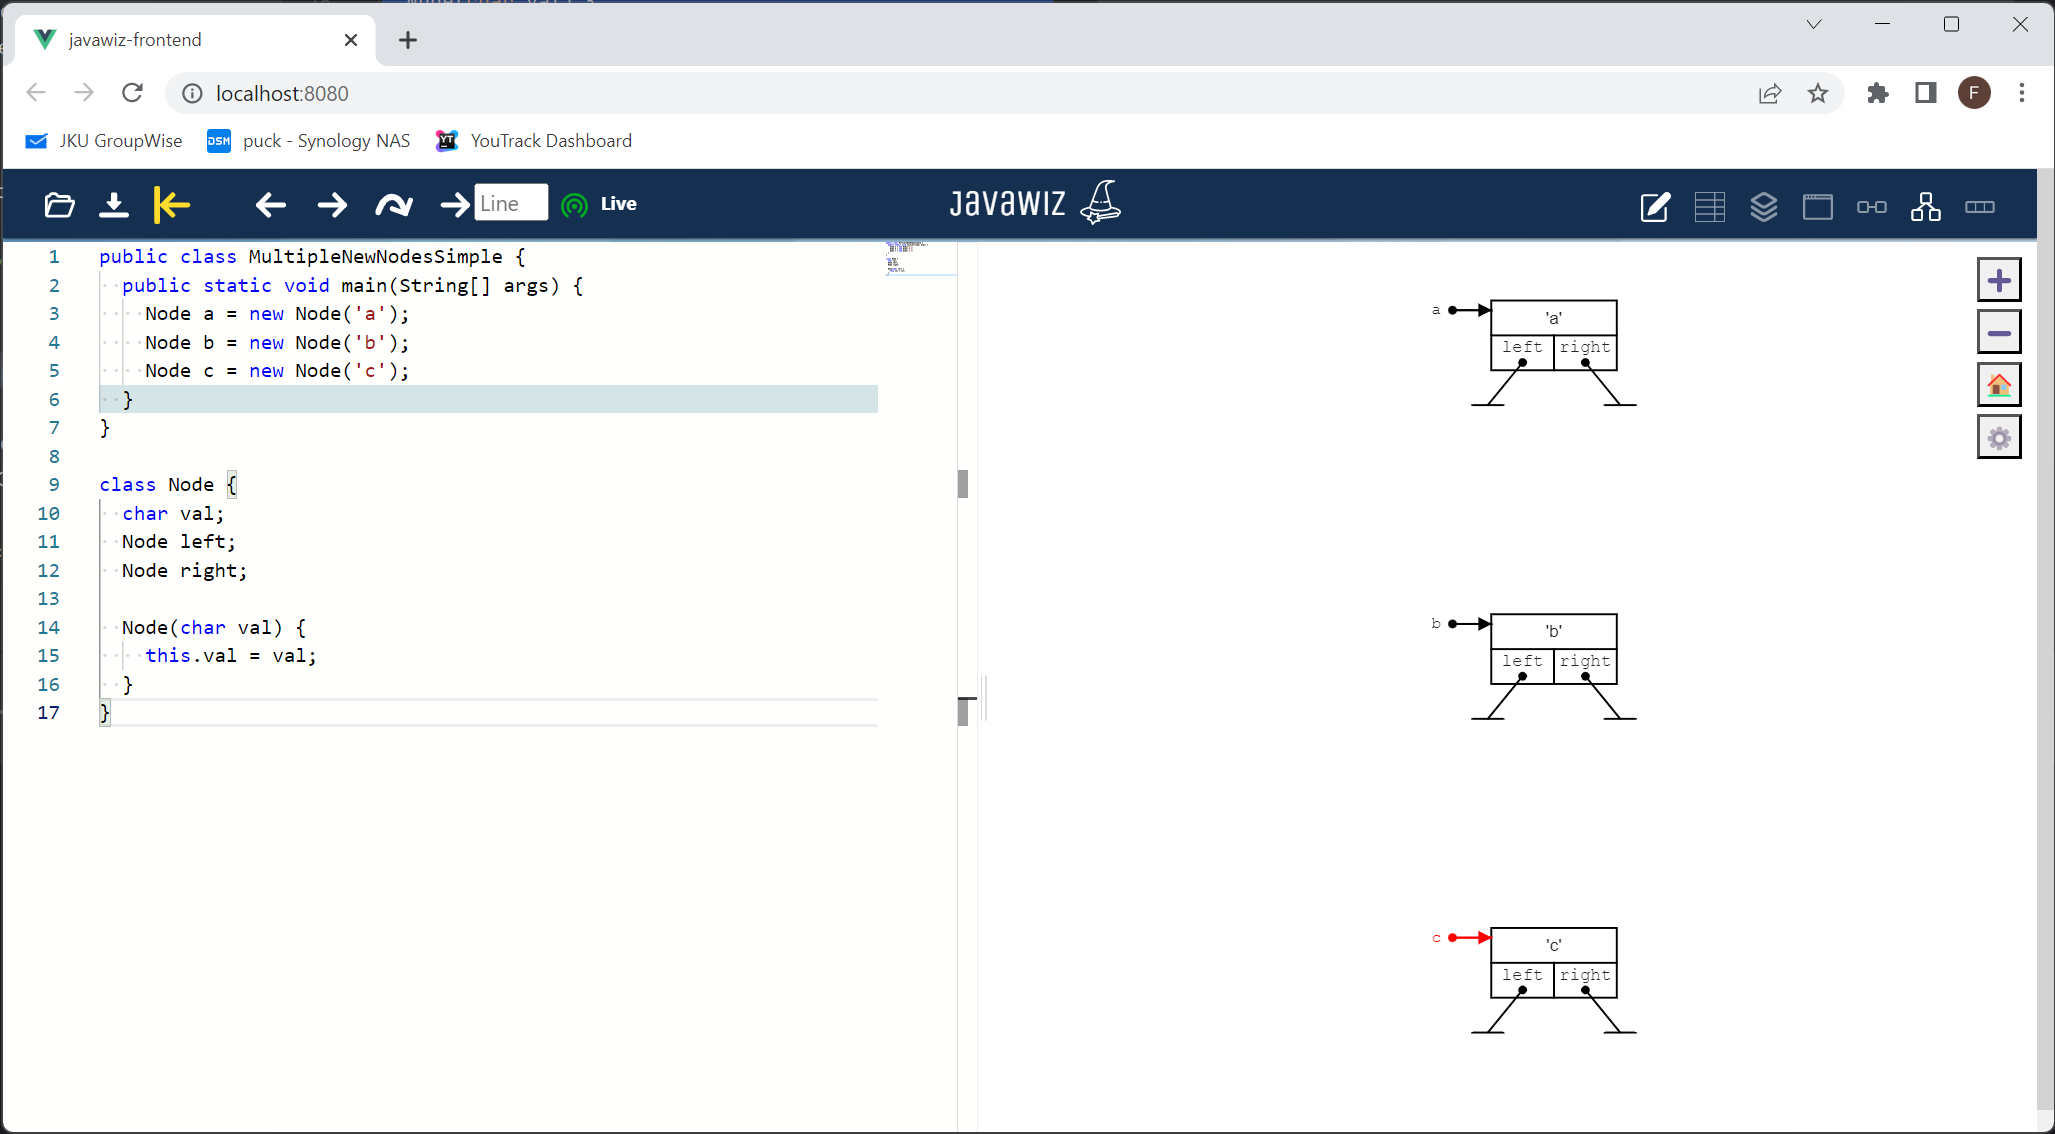 javawiz-frontend
localhost:8080
F
JKU GroupWise DSM puck - Synology NAS YT YouTrack Dashboard
Line Live
javawiz
1 public class MultipleNewNodesSimple {
2 public static void main(String[] args) {
3 Node a = new Node('a');
4 Node b = new Node('b');
5 Node c = new Node('c');
6 }
7 }
8
9 class Node {
10 char val;
11 Node left;
12 Node right;
13
14 Node(char val) {
15 this.val = val;
16 }
17 }
a 'a'
left right
b 'b'
left right
c 'c'
left right